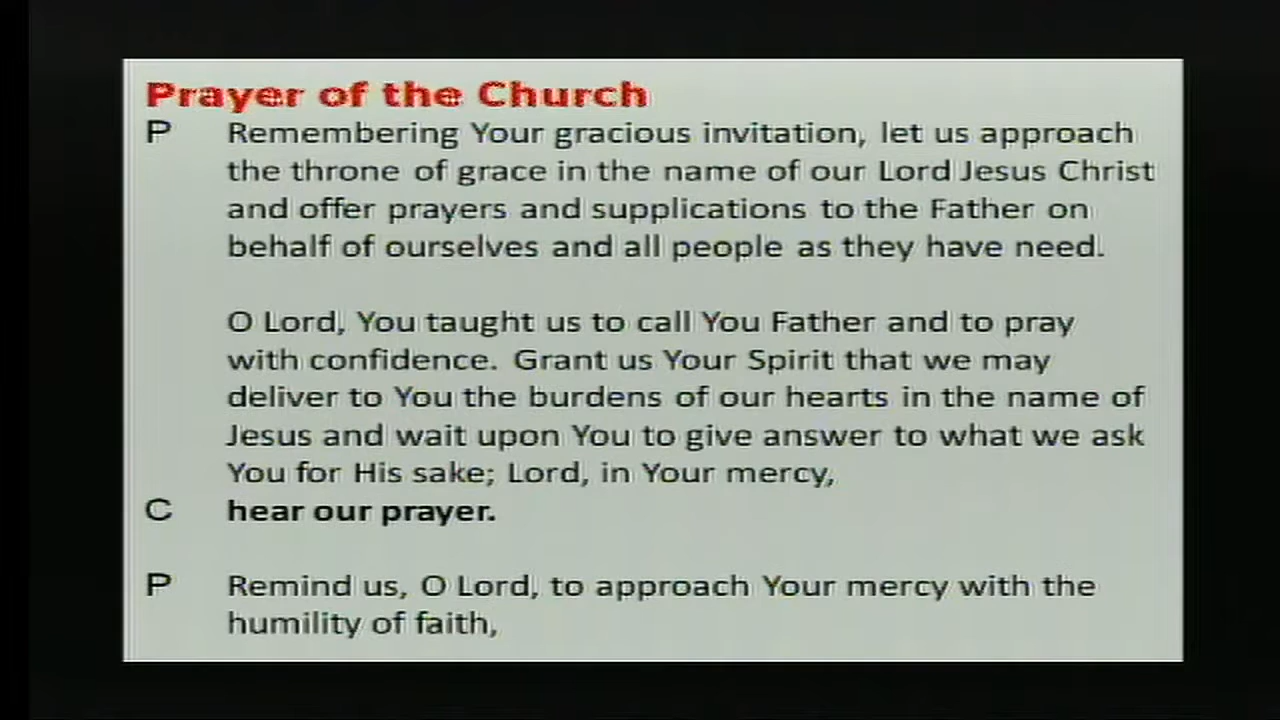 Prayer of the Church
P Remembering Your gracious invitation, let us approach
the throne of grace in the name of our Lord Jesus Christ
and offer prayers and supplications to the Father on
behalf of ourselves and all people as they have need.
O Lord, You taught us to call You Father and to pray
with confidence. Grant us Your Spirit that we may
deliver to You the burdens of our hearts in the name of
Jesus and wait upon You to give answer to what we ask
You for His sake; Lord, in Your mercy,
C hear our prayer.
P Remind us, O Lord, to approach Your mercy with the
humility of faith,